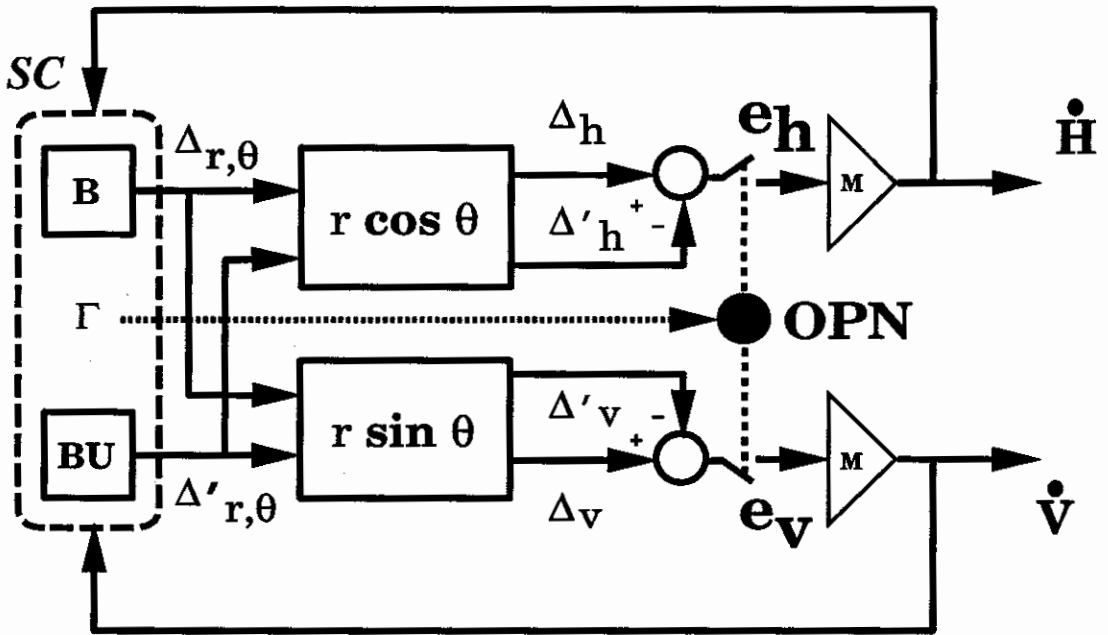 SC
B
Δr,θ
r cos θ
Δh
+
Δ'h
-
eh
M
Ḣ
Γ
OPN
BU
Δ'r,θ
r sin θ
Δ'v
-
+
Δv
ev
M
V̇